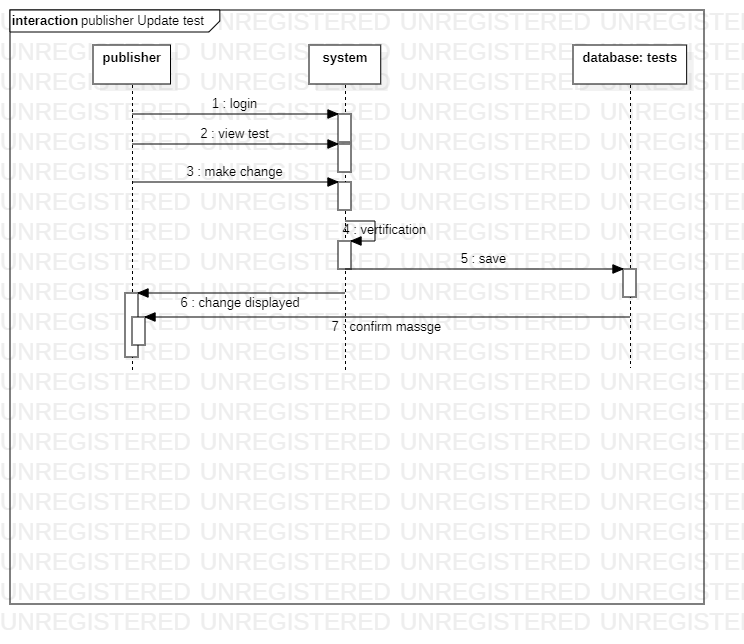 interaction publisher Update test
publisher
system
database: tests
1 : login
2 : view test
3 : make change
4 : vertification
5 : save
6 : change displayed
7 : confirm massge
UNREGISTERED UNREGISTERED UNREGISTERED UNREGISTERED